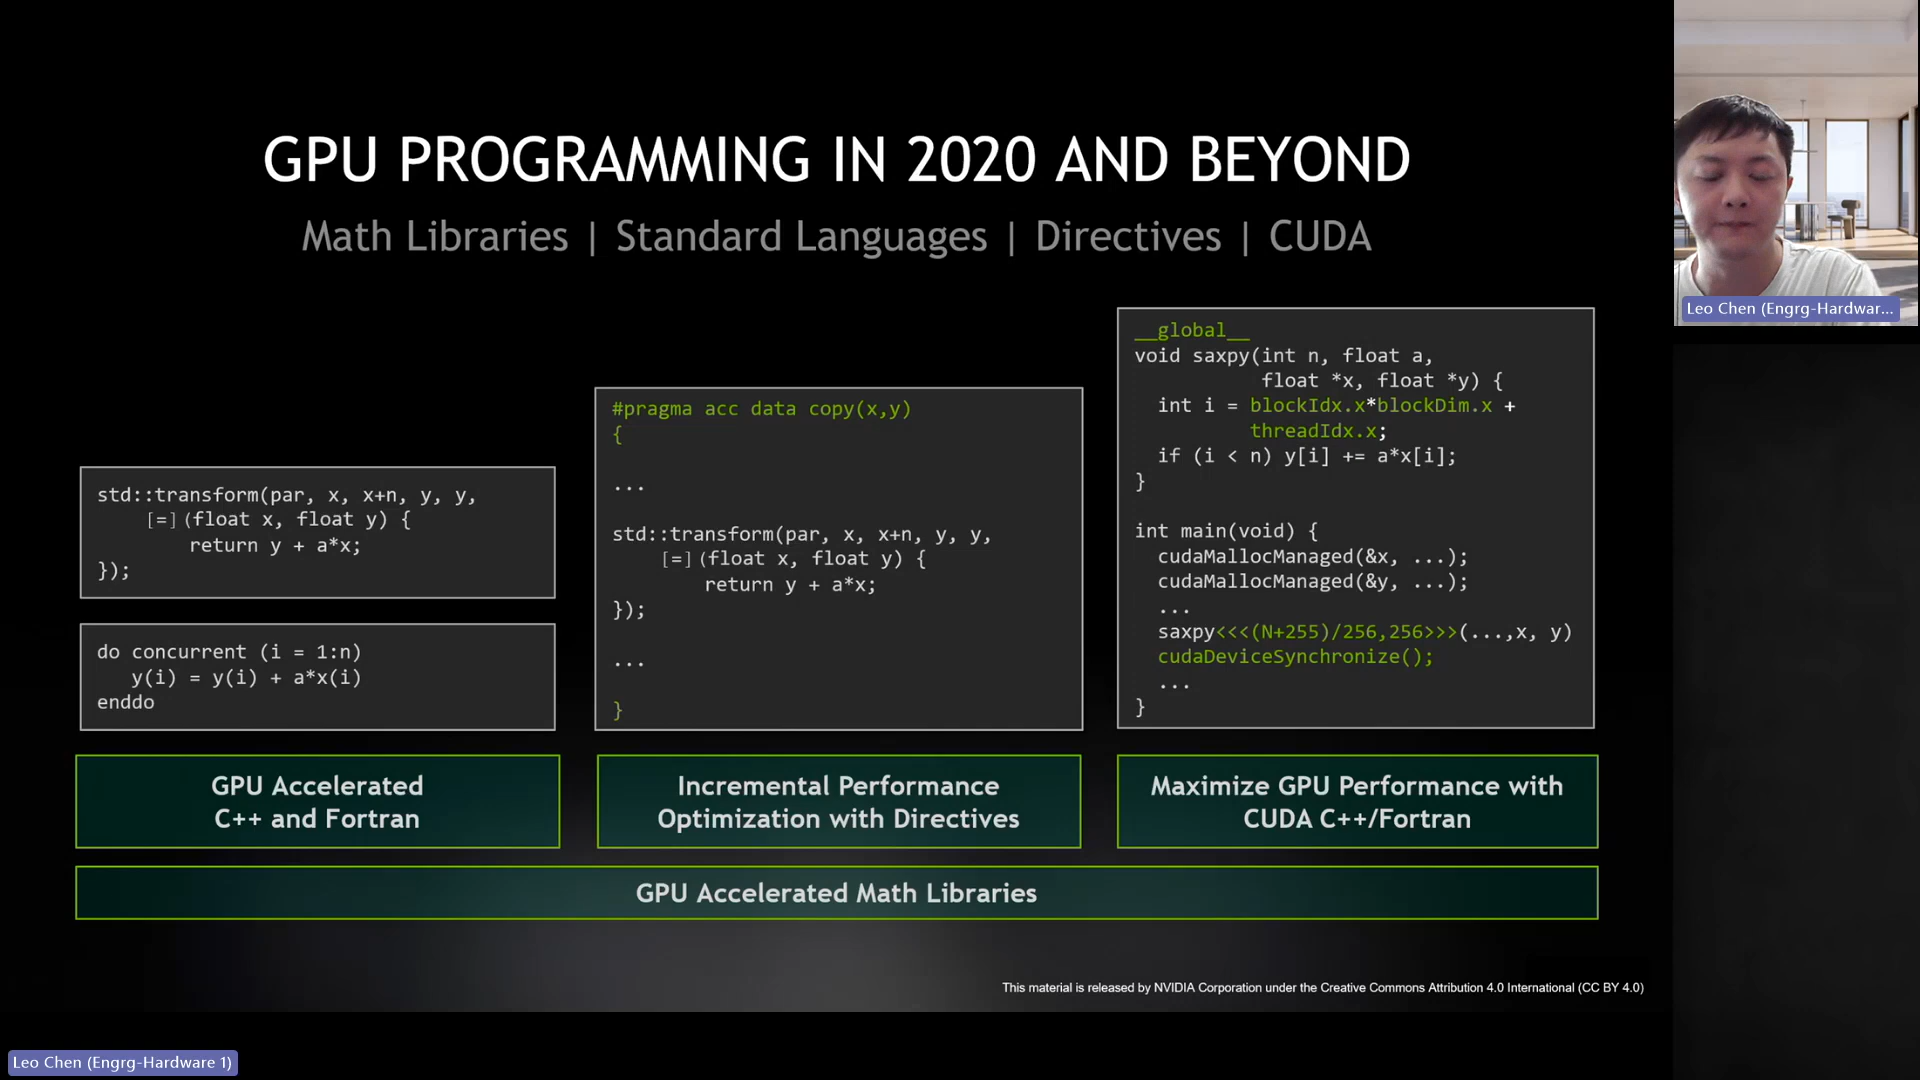 GPU PROGRAMMING IN 2020 AND BEYOND
Math Libraries | Standard Languages | Directives | CUDA
std::transform(par, x, x+n, y, y,
[=](float x, float y) {
return y + a*x;
});
do concurrent (i = 1:n)
y(i) = y(i) + a*x(i)
enddo
GPU Accelerated
C++ and Fortran
#pragma acc data copy(x,y)
{
...
std::transform(par, x, x+n, y, y,
[=](float x, float y) {
return y + a*x;
});
...
}
Incremental Performance
Optimization with Directives
__global__
void saxpy(int n, float a,
float *x, float *y) {
int i = blockIdx.x*blockDim.x +
threadIdx.x;
if (i < n) y[i] += a*x[i];
}
int main(void) {
cudaMallocManaged(&x, ...);
cudaMallocManaged(&y, ...);
...
saxpy<<<(N+255)/256,256>>>(...,x, y)
cudaDeviceSynchronize();
...
}
Maximize GPU Performance with
CUDA C++/Fortran
GPU Accelerated Math Libraries
This material is released by NVIDIA Corporation under the Creative Commons Attribution 4.0 International (CC BY 4.0)
Leo Chen (Engrg-Hardwar...
Leo Chen (Engrg-Hardware 1)